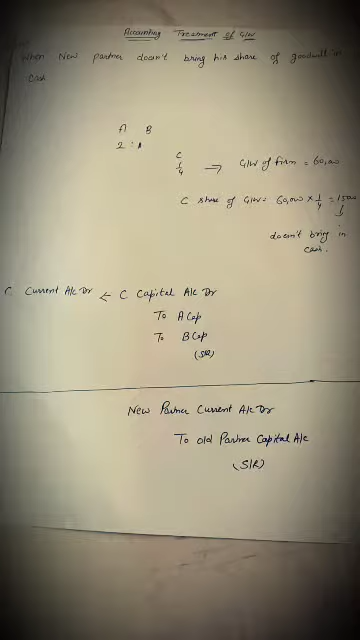 Accounting Treatment of G/W
When New partner doesn't bring his share of goodwill in
Cash
A B
2 : 1
C
1/4 → G/W of firm = 60,000
C share of G/W = 60,000 × 1/4 = 15000
↓
doesn't bring in
cash.
C Current A/c Dr ← C Capital A/c Dr
To A Cap
To B Cap
(S/R)
New Partner Current A/c Dr
To old Partner Capital A/c
(S/R)